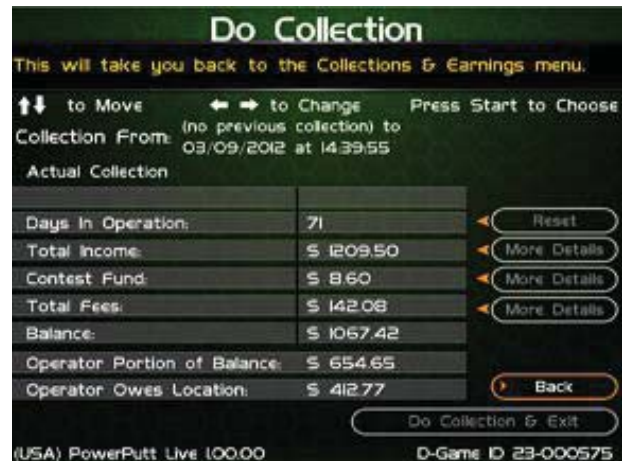 Do Collection
This will take you back to the Collections & Earnings menu.
to Move to Change Press Start to Choose
Collection From: (no previous collection) to
03/09/2012 at 14:39:55
Actual Collection
Days In Operation: 71 Reset
Total Income: $ 1209.50 More Details
Contest Fund: $ 8.60 More Details
Total Fees: $ 142.08 More Details
Balance: $ 1067.42
Operator Portion of Balance: $ 654.65
Operator Owes Location: $ 412.77 Back
Do Collection & Exit
(USA) PowerPutt Live 1.00.00 D-Game ID 23-000575